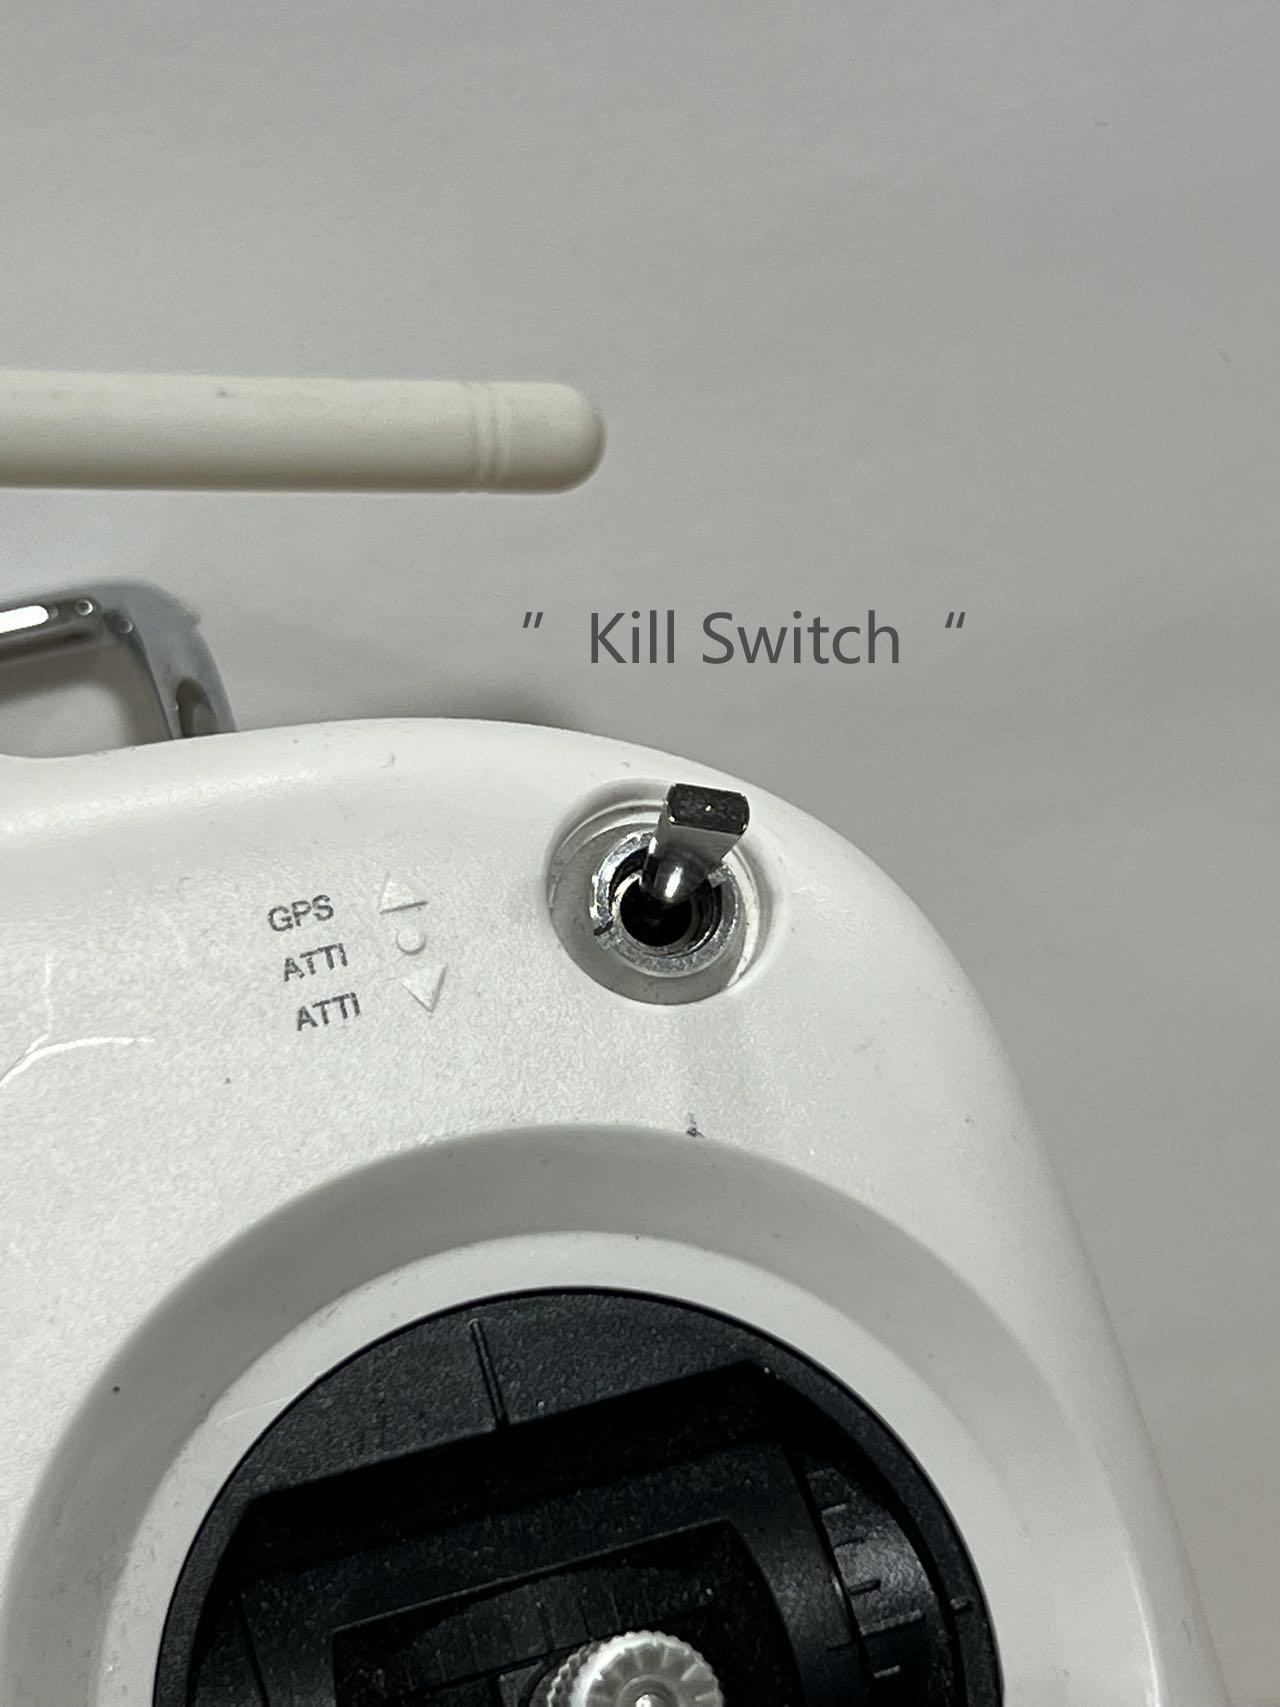 ” Kill Switch “
GPS
ATTI
ATTI